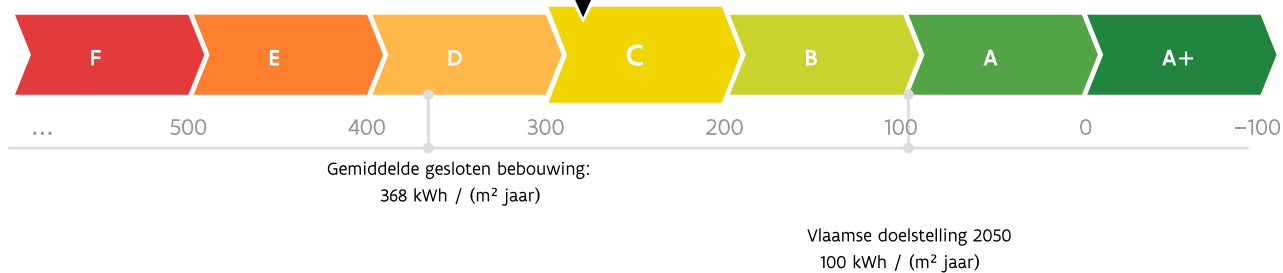 F E D C B A A+
... 500 400 300 200 100 0 −100
Gemiddelde gesloten bebouwing:
368 kWh / (m² jaar)
Vlaamse doelstelling 2050
100 kWh / (m² jaar)